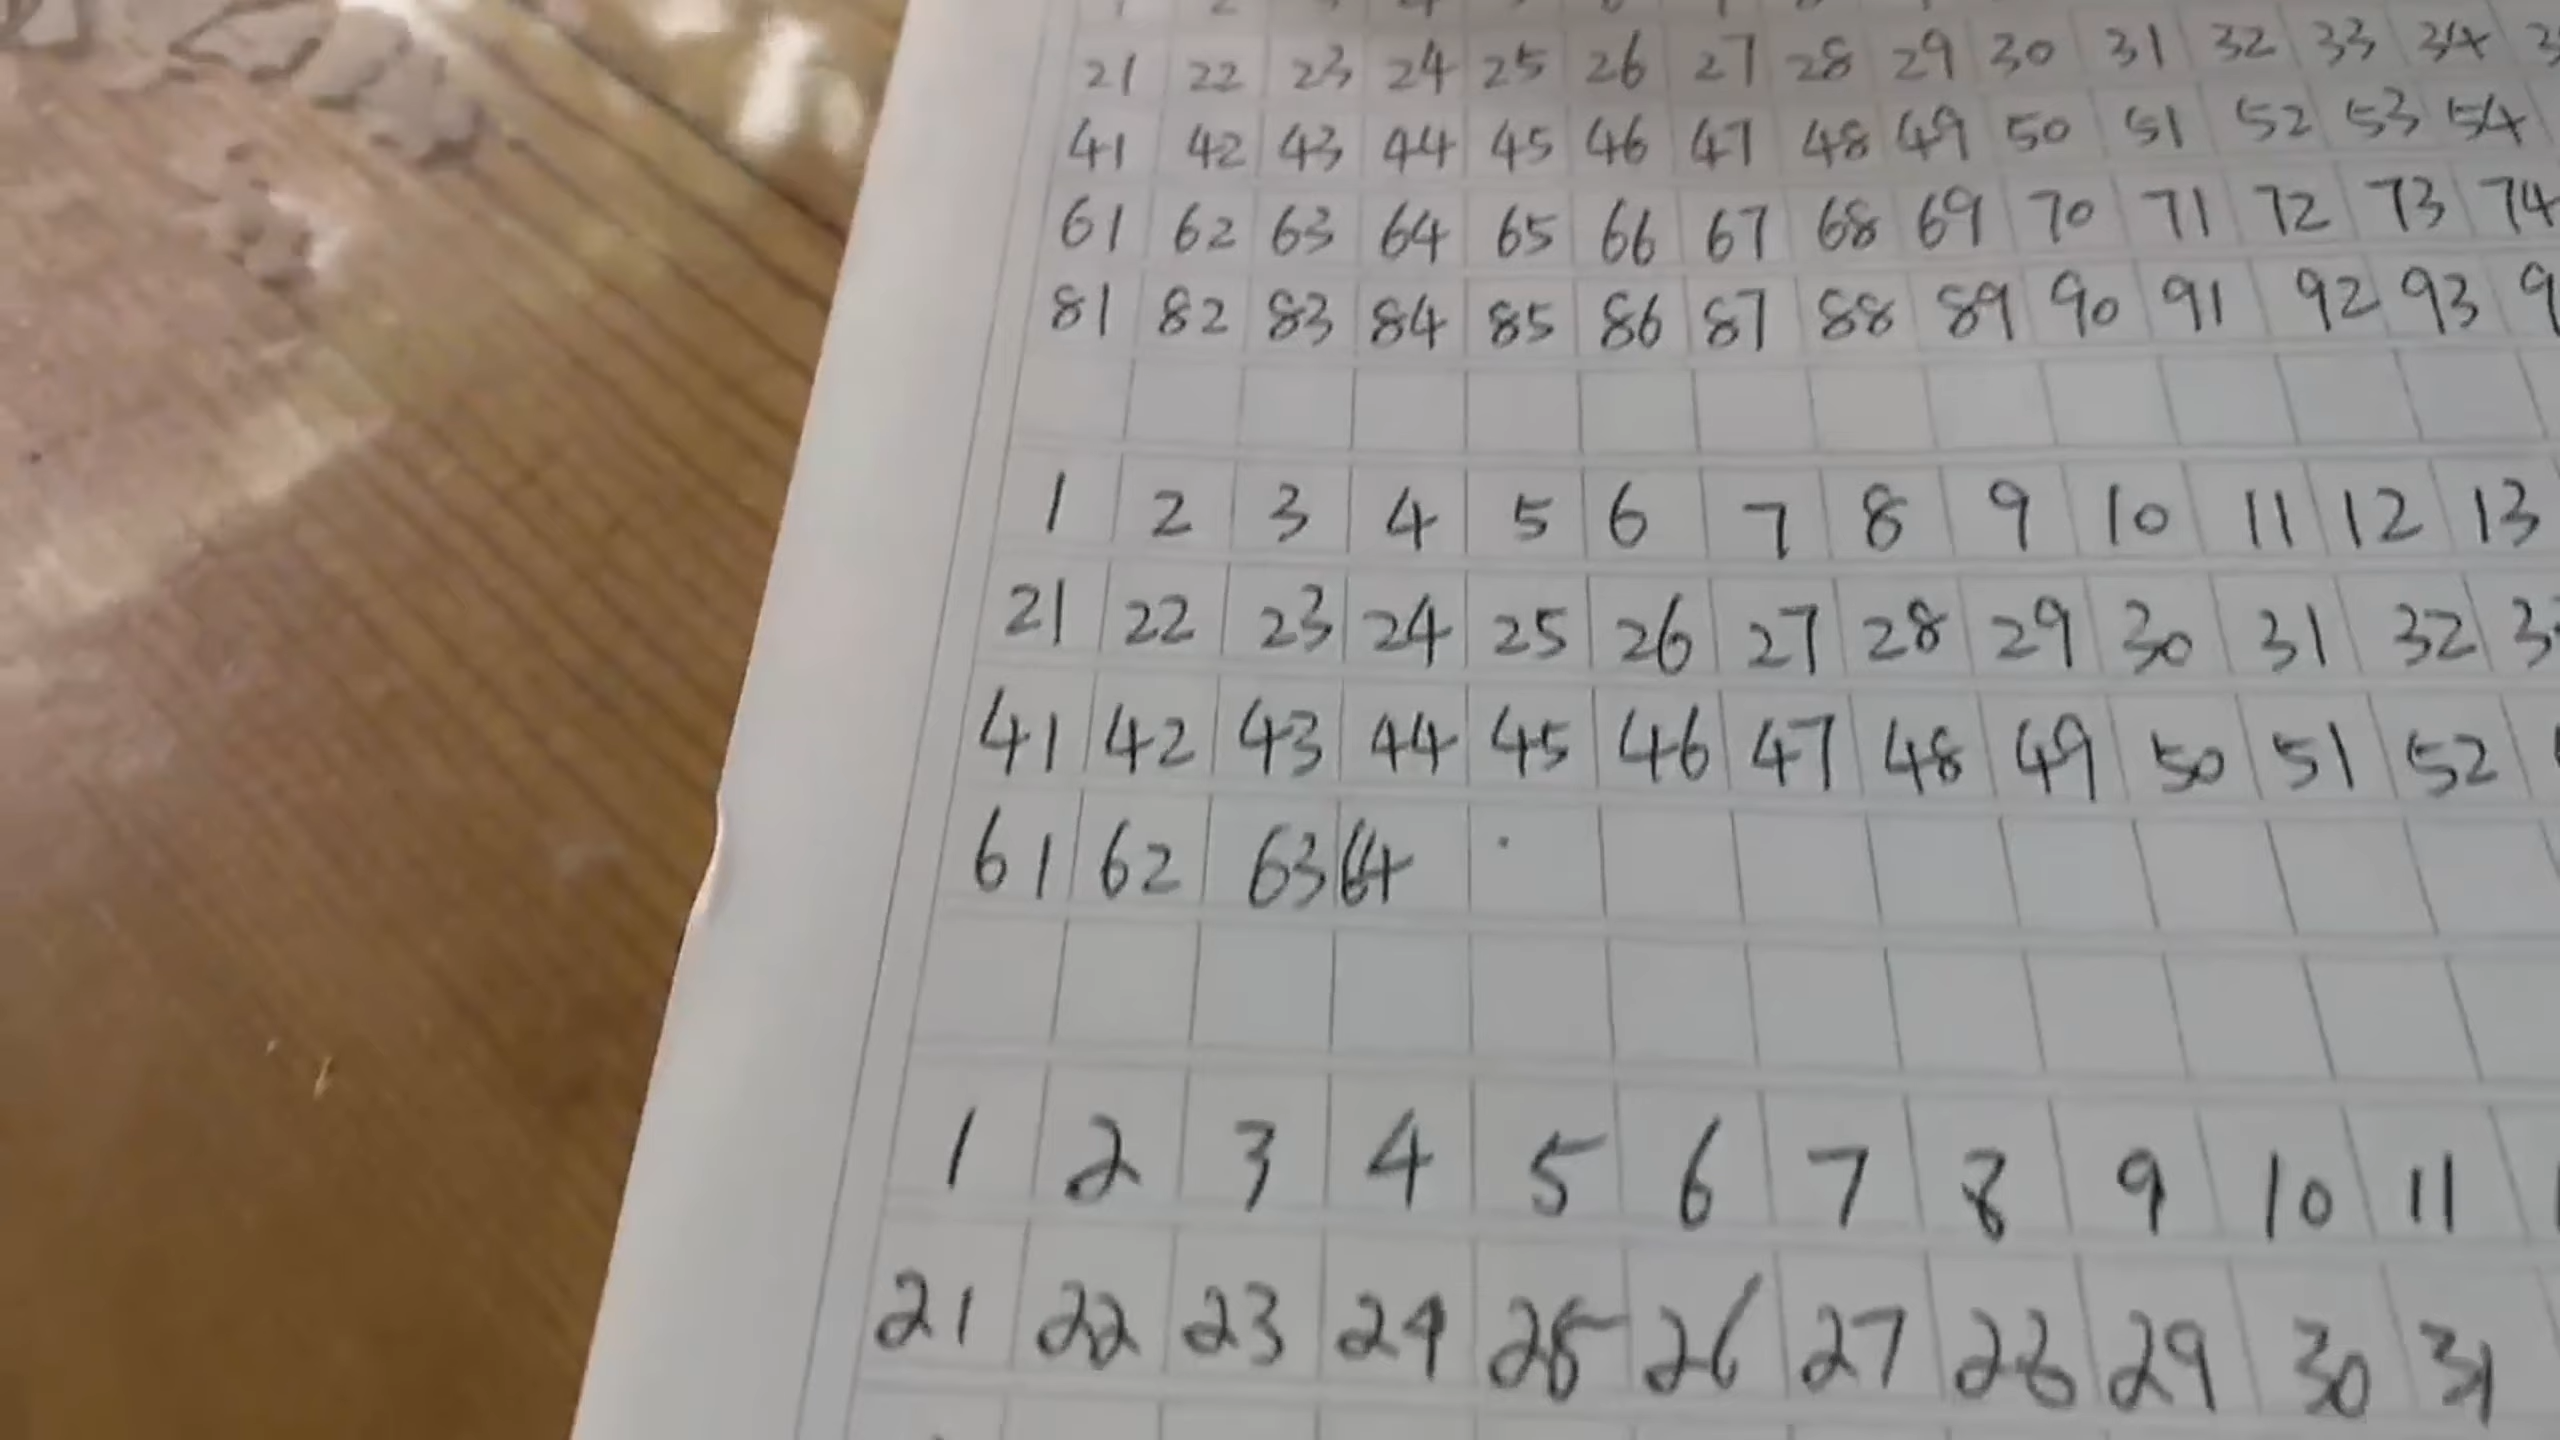 21 22 23 24 25 26 27 28 29 30 31 32 33 34
41 42 43 44 45 46 47 48 49 50 51 52 53 54
61 62 63 64 65 66 67 68 69 70 71 72 73 74
81 82 83 84 85 86 87 88 89 90 91 92 93
1 2 3 4 5 6 7 8 9 10 11 12 13
21 22 23 24 25 26 27 28 29 30 31 32
41 42 43 44 45 46 47 48 49 50 51 52
61 62 63 64
1 2 3 4 5 6 7 8 9 10 11
21 22 23 24 25 26 27 28 29 30 31